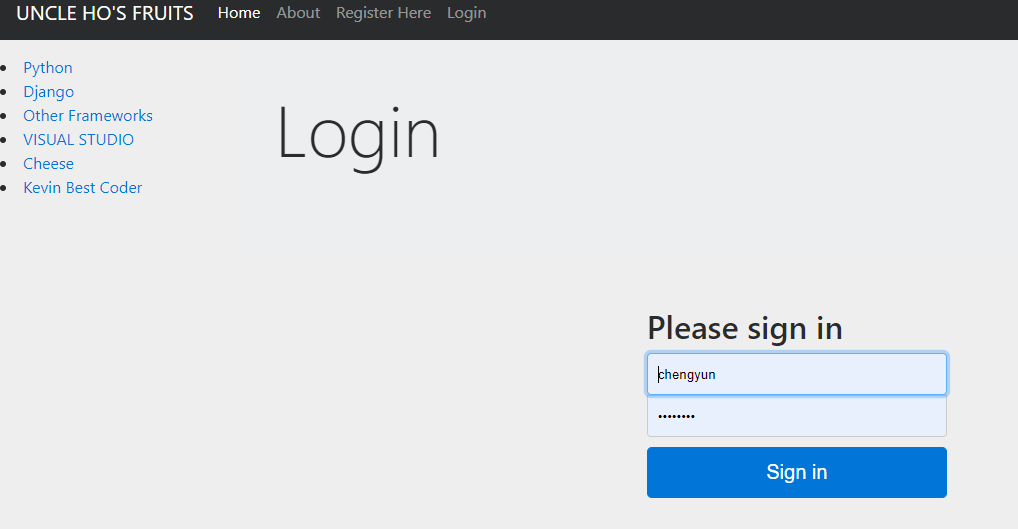 UNCLE HO'S FRUITS Home About Register Here Login
Python
Django
Other Frameworks
VISUAL STUDIO
Cheese
Kevin Best Coder
Login
Please sign in
chengyun
••••••••
Sign in